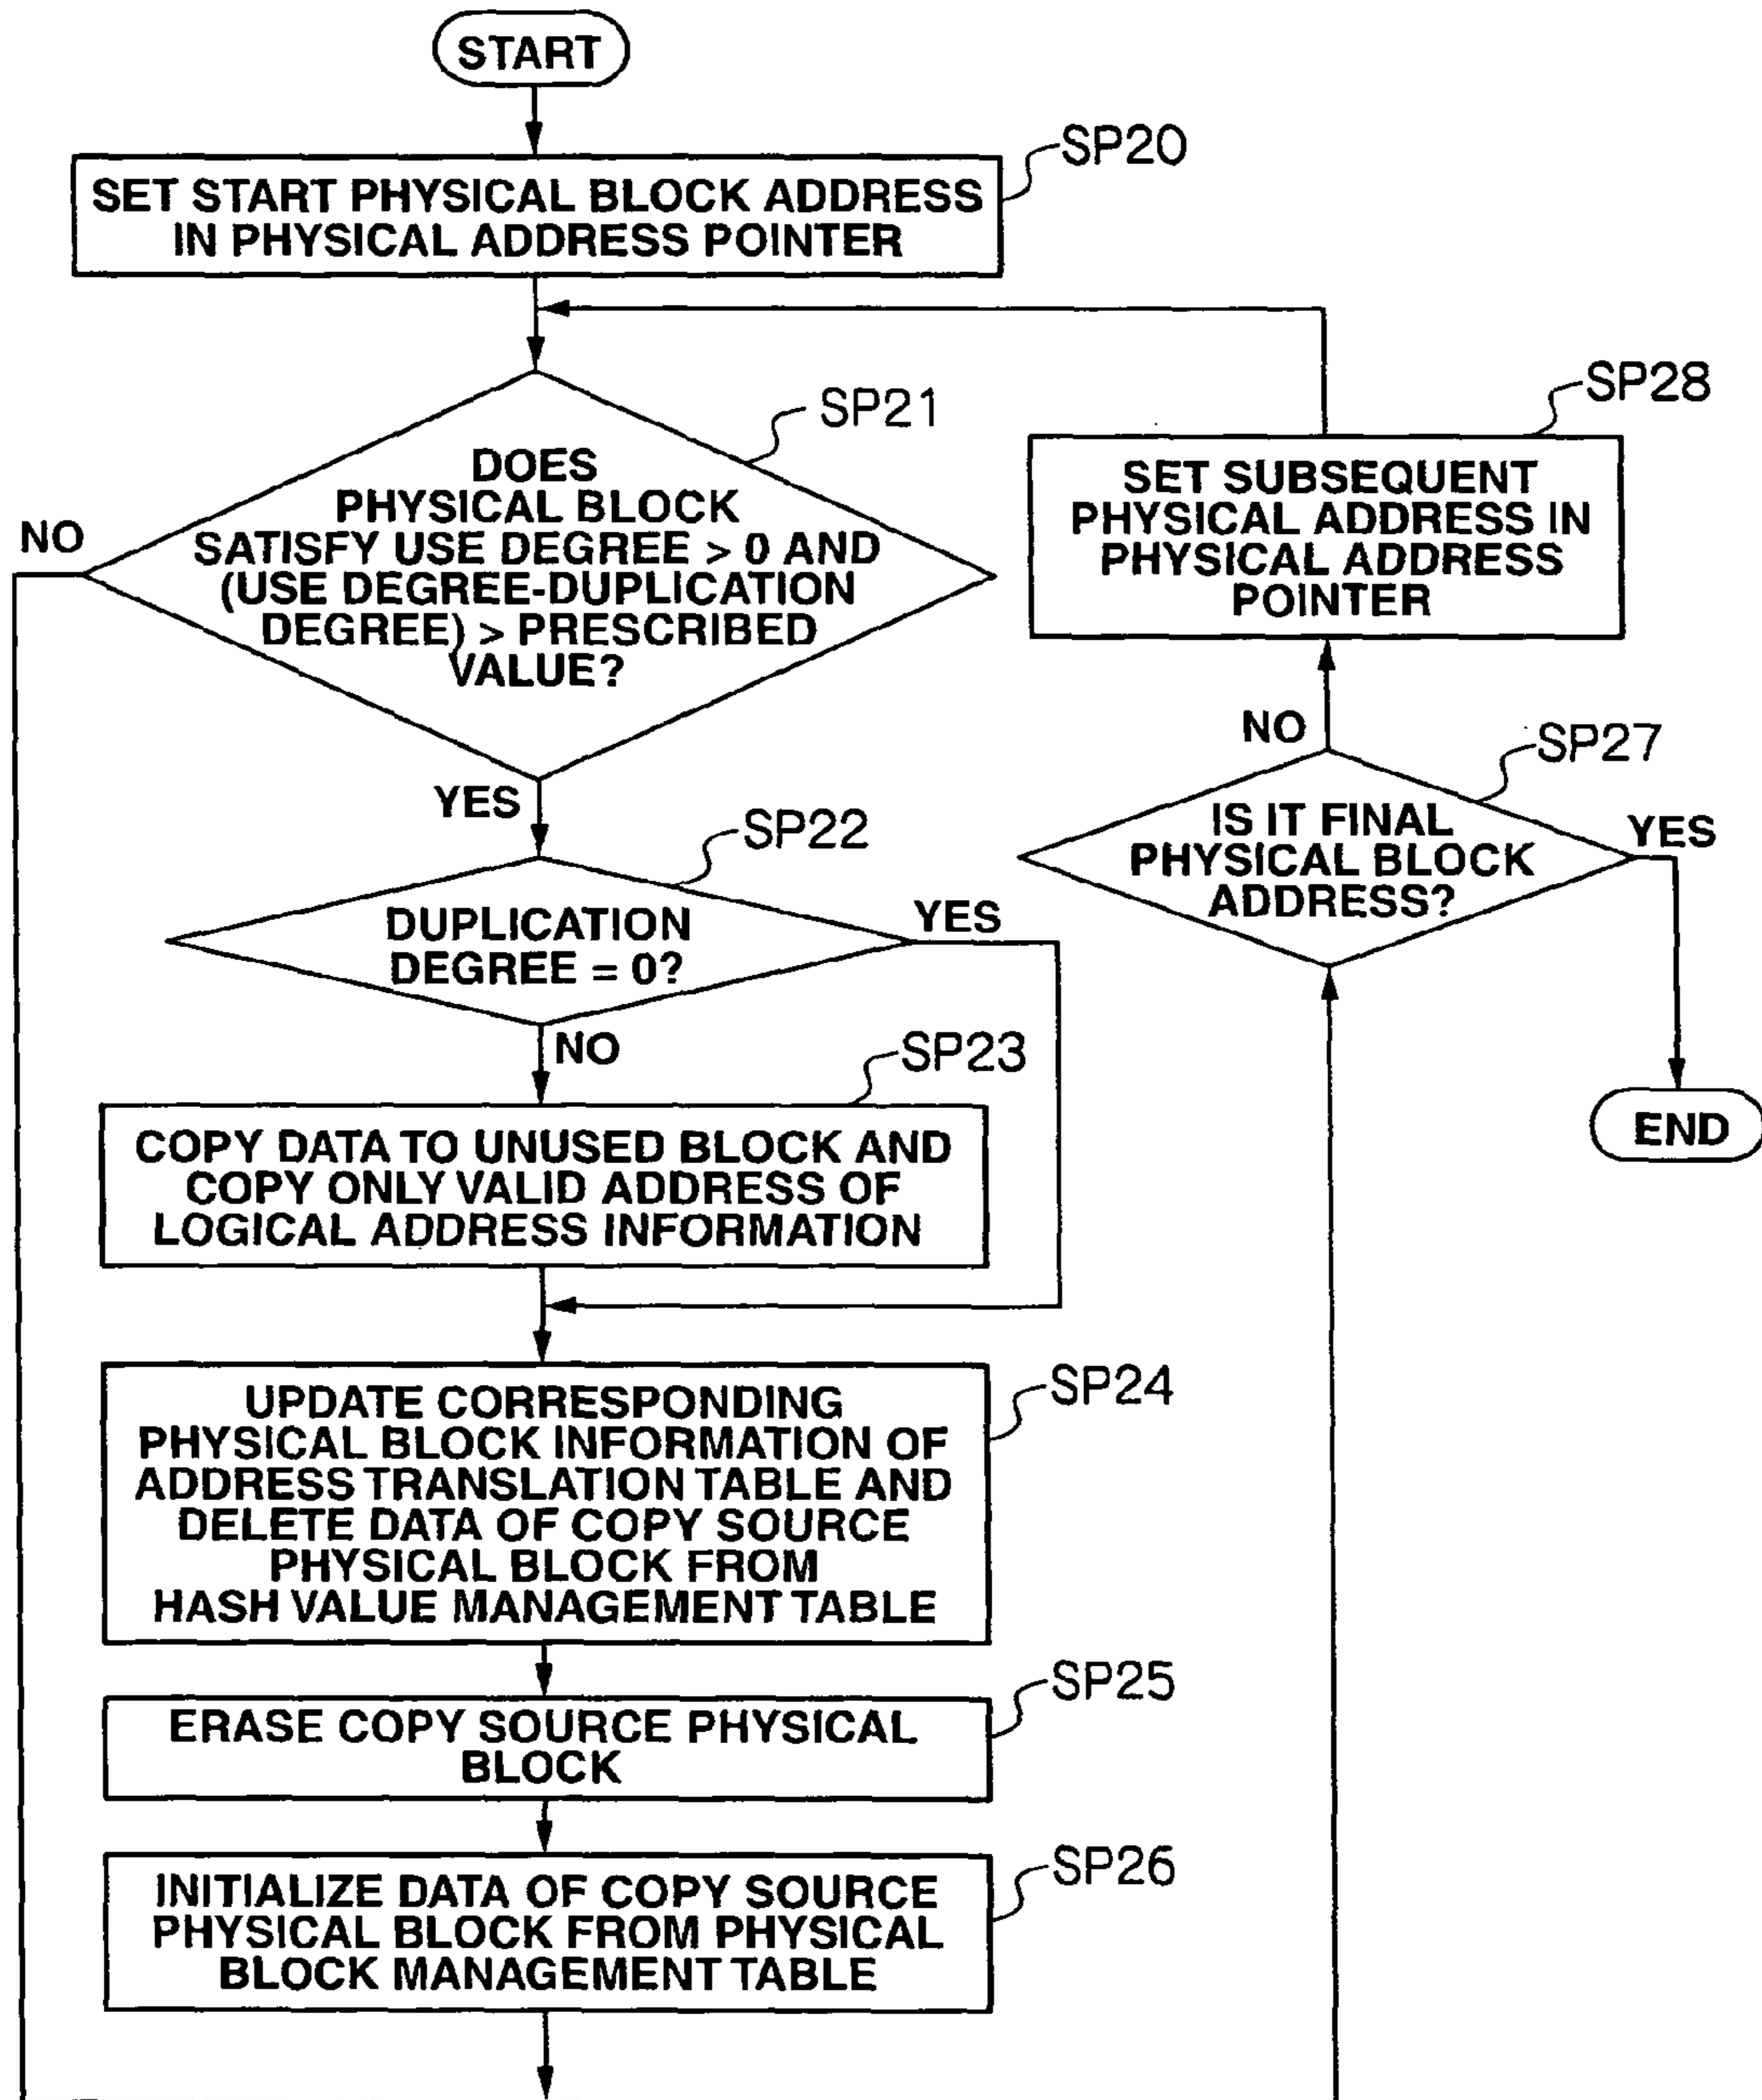 START
SP20
SET START PHYSICAL BLOCK ADDRESS
IN PHYSICAL ADDRESS POINTER
SP21
DOES
PHYSICAL BLOCK
SATISFY USE DEGREE > 0 AND
(USE DEGREE-DUPLICATION
DEGREE) > PRESCRIBED
VALUE?
NO
YES
SP22
DUPLICATION
DEGREE = 0?
YES
NO
SP23
COPY DATA TO UNUSED BLOCK AND
COPY ONLY VALID ADDRESS OF
LOGICAL ADDRESS INFORMATION
SP24
UPDATE CORRESPONDING
PHYSICAL BLOCK INFORMATION OF
ADDRESS TRANSLATION TABLE AND
DELETE DATA OF COPY SOURCE
PHYSICAL BLOCK FROM
HASH VALUE MANAGEMENT TABLE
SP25
ERASE COPY SOURCE PHYSICAL
BLOCK
SP26
INITIALIZE DATA OF COPY SOURCE
PHYSICAL BLOCK FROM PHYSICAL
BLOCK MANAGEMENT TABLE
SP28
SET SUBSEQUENT
PHYSICAL ADDRESS IN
PHYSICAL ADDRESS
POINTER
NO
SP27
IS IT FINAL
PHYSICAL BLOCK
ADDRESS?
YES
END